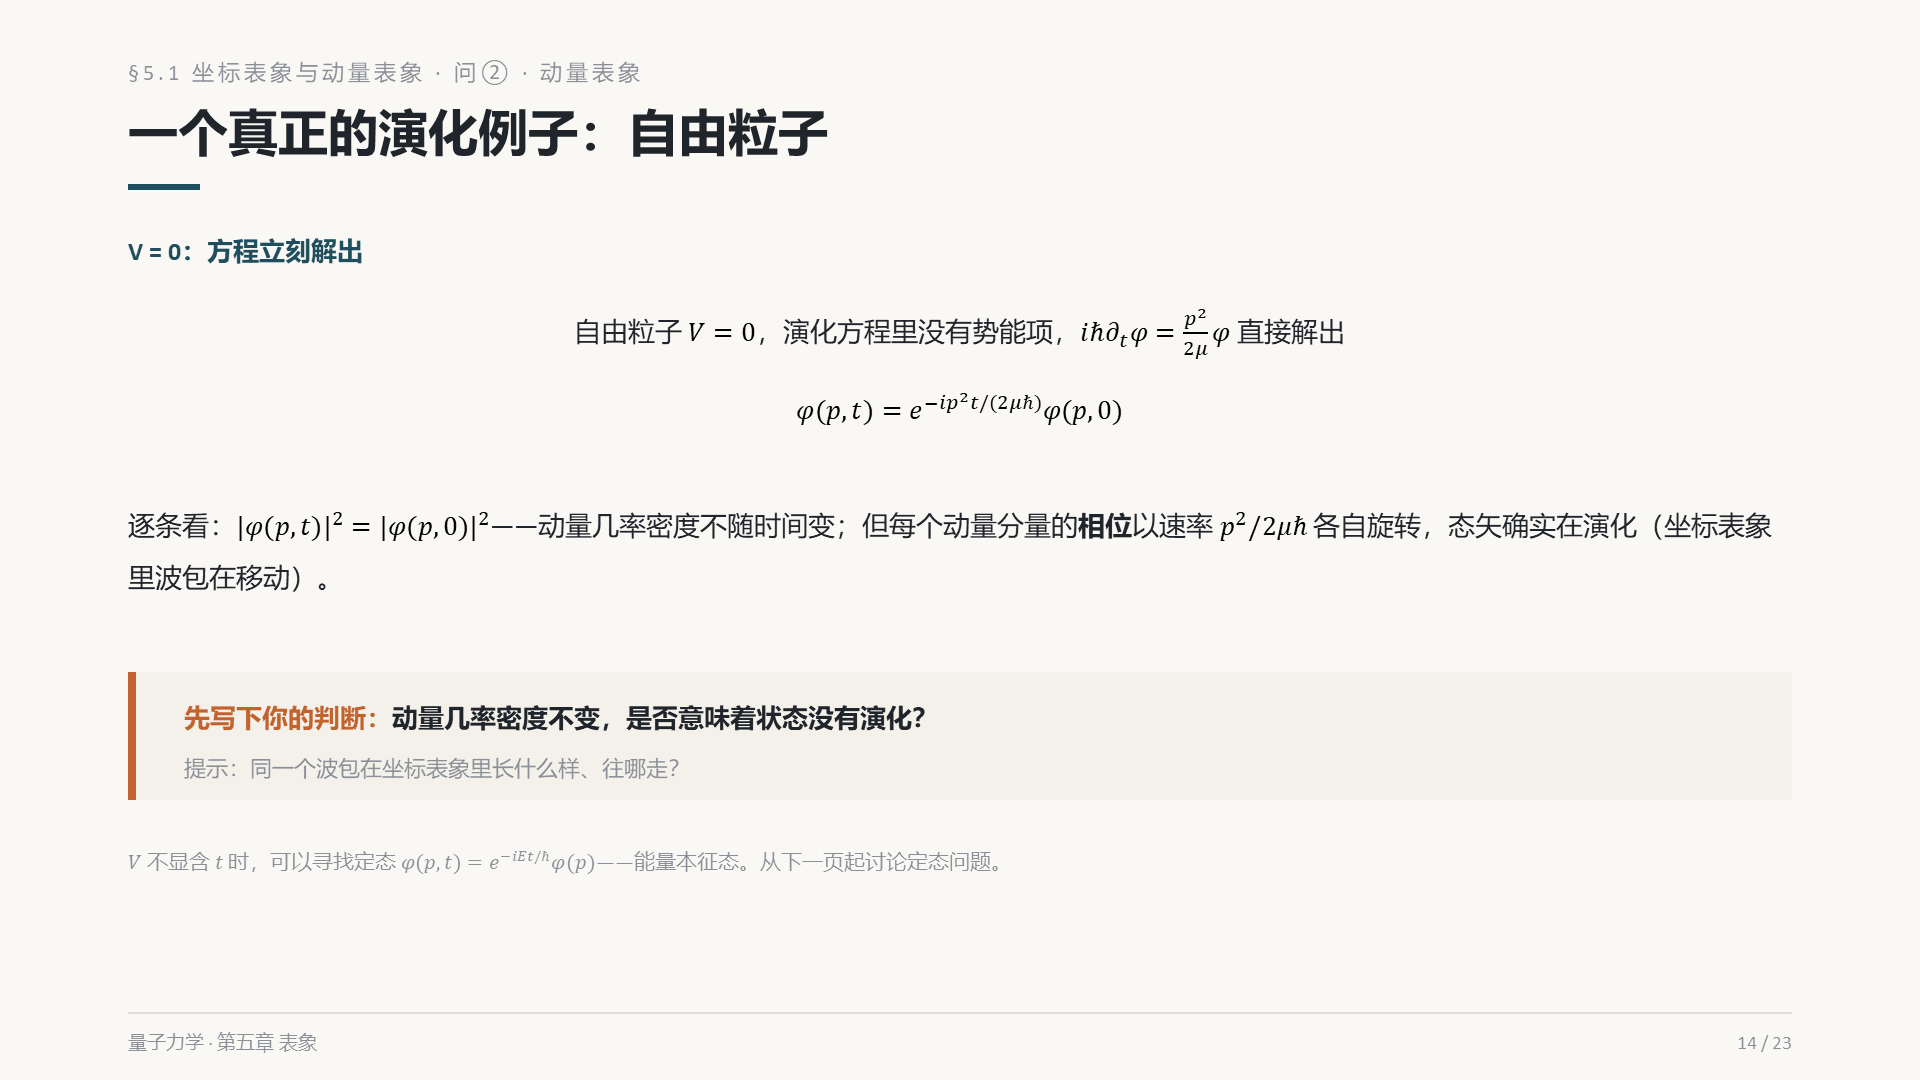 §5.1 坐标表象与动量表象 · 问② · 动量表象
一个真正的演化例子：自由粒子
V = 0：方程立刻解出
自由粒子 V = 0，演化方程里没有势能项，iħ∂ₜφ = p²/2μ φ 直接解出
φ(p, t) = e^{−ip²t/(2μħ)}φ(p, 0)
逐条看：|φ(p, t)|² = |φ(p, 0)|²——动量几率密度不随时间变；但每个动量分量的相位以速率 p²/2μħ 各自旋转，态矢确实在演化（坐标表象
里波包在移动）。
先写下你的判断：动量几率密度不变，是否意味着状态没有演化？
提示：同一个波包在坐标表象里长什么样、往哪走？
V 不显含 t 时，可以寻找定态 φ(p, t) = e^{−iEt/ħ}φ(p)——能量本征态。从下一页起讨论定态问题。
量子力学 · 第五章 表象
14 / 23